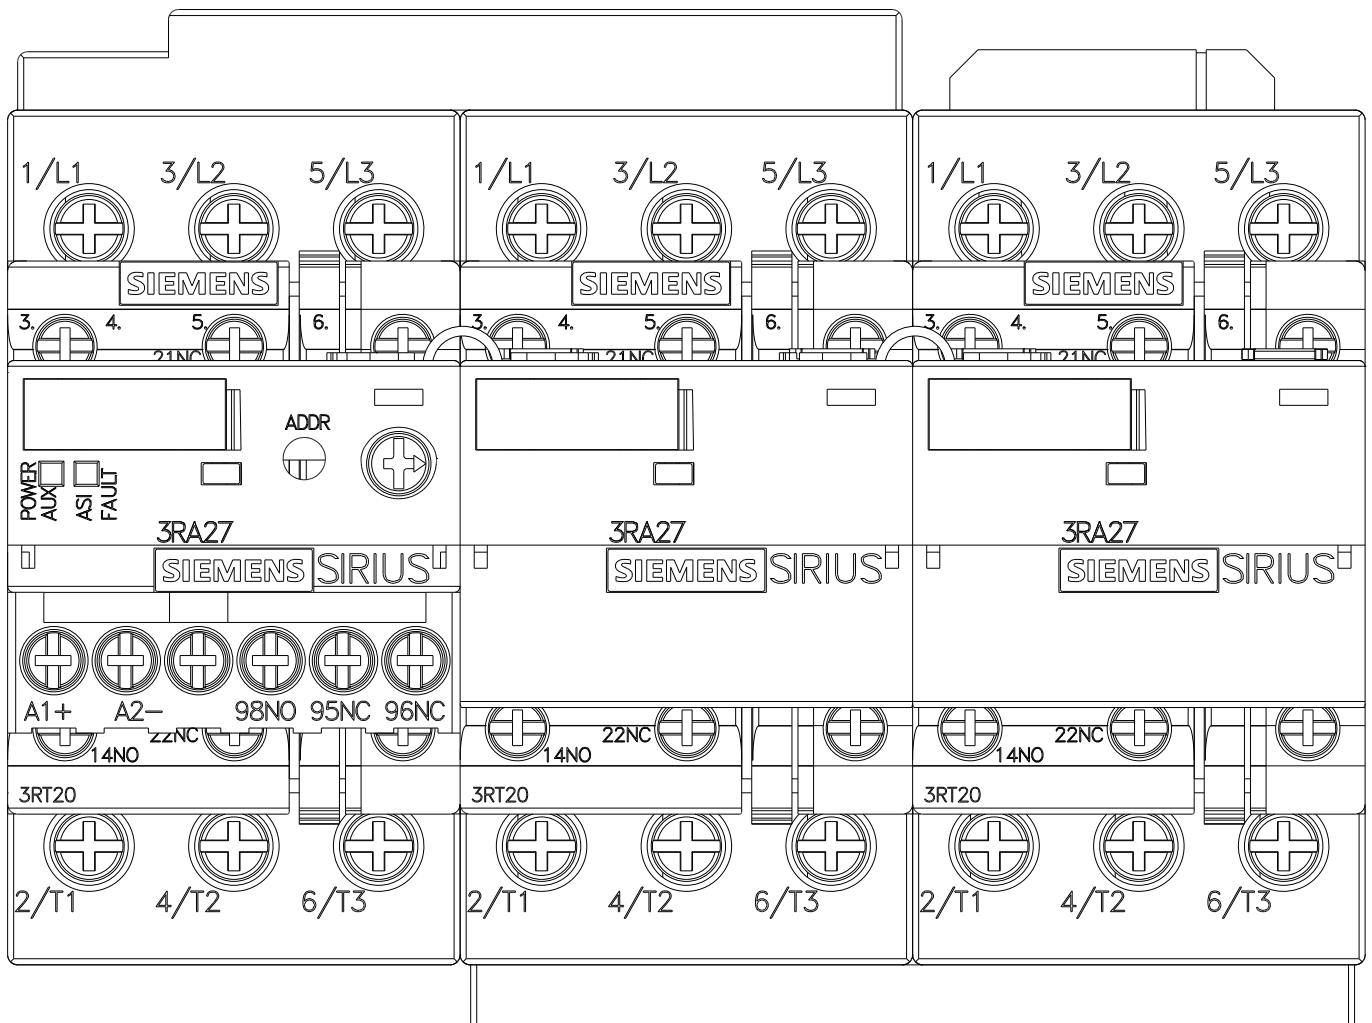 1/L1 3/L2 5/L3 1/L1 3/L2 5/L3 1/L1 3/L2 5/L3
SIEMENS SIEMENS SIEMENS
3. 4. 5. 6. 3. 4. 5. 6. 3. 4. 5. 6.
21NC 21NC 21NC
ADDR
POWER
AUX
ASI
FAULT
3RA27 3RA27 3RA27
SIEMENS SIRIUS SIEMENS SIRIUS SIEMENS SIRIUS
A1+ A2- 98NO 95NC 96NC
22NC 22NC 22NC
14NO 14NO 14NO
3RT20 3RT20 3RT20
2/T1 4/T2 6/T3 2/T1 4/T2 6/T3 2/T1 4/T2 6/T3